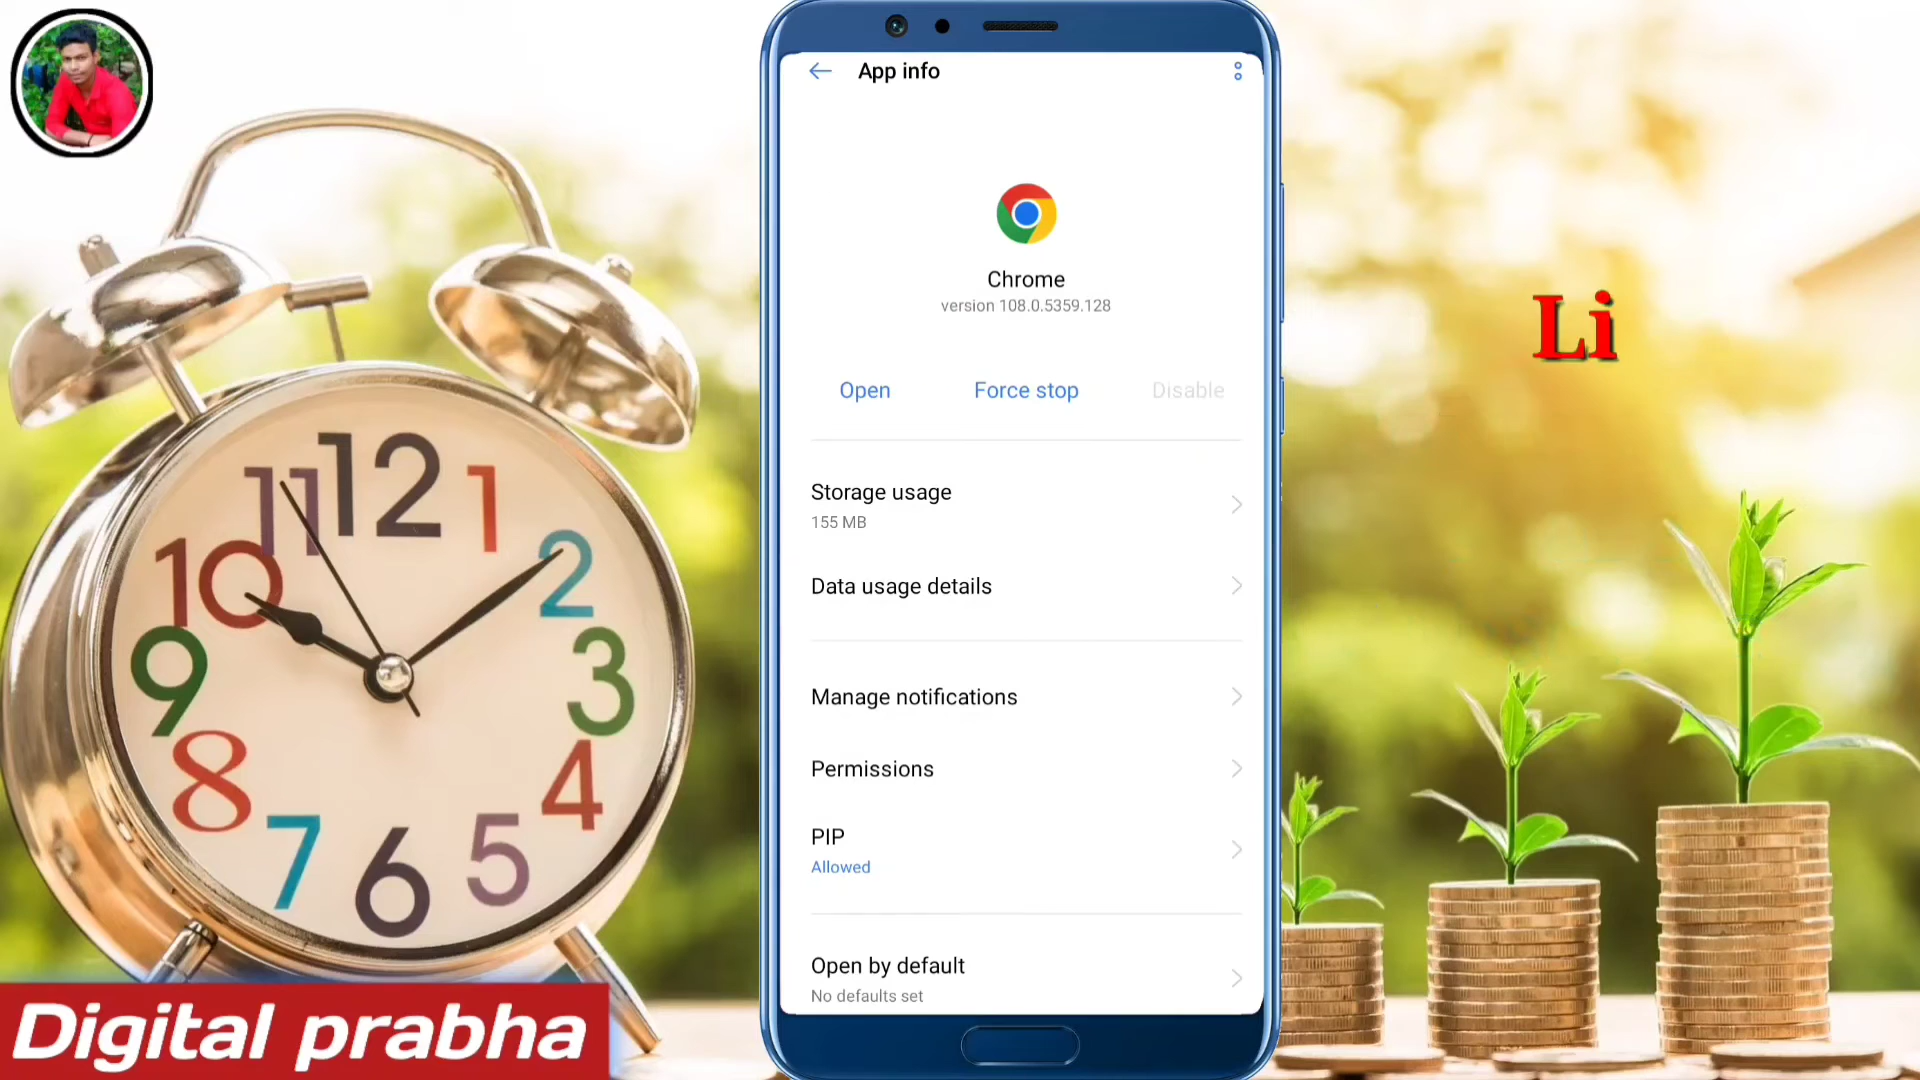 App info
Chrome
version 108.0.5359.128
Open Force stop Disable
Storage usage
155 MB
Data usage details
Manage notifications
Permissions
PIP
Allowed
Open by default
No defaults set
Li
12
1
2
3
4
5
6
7
8
9
10
11
Digital prabha